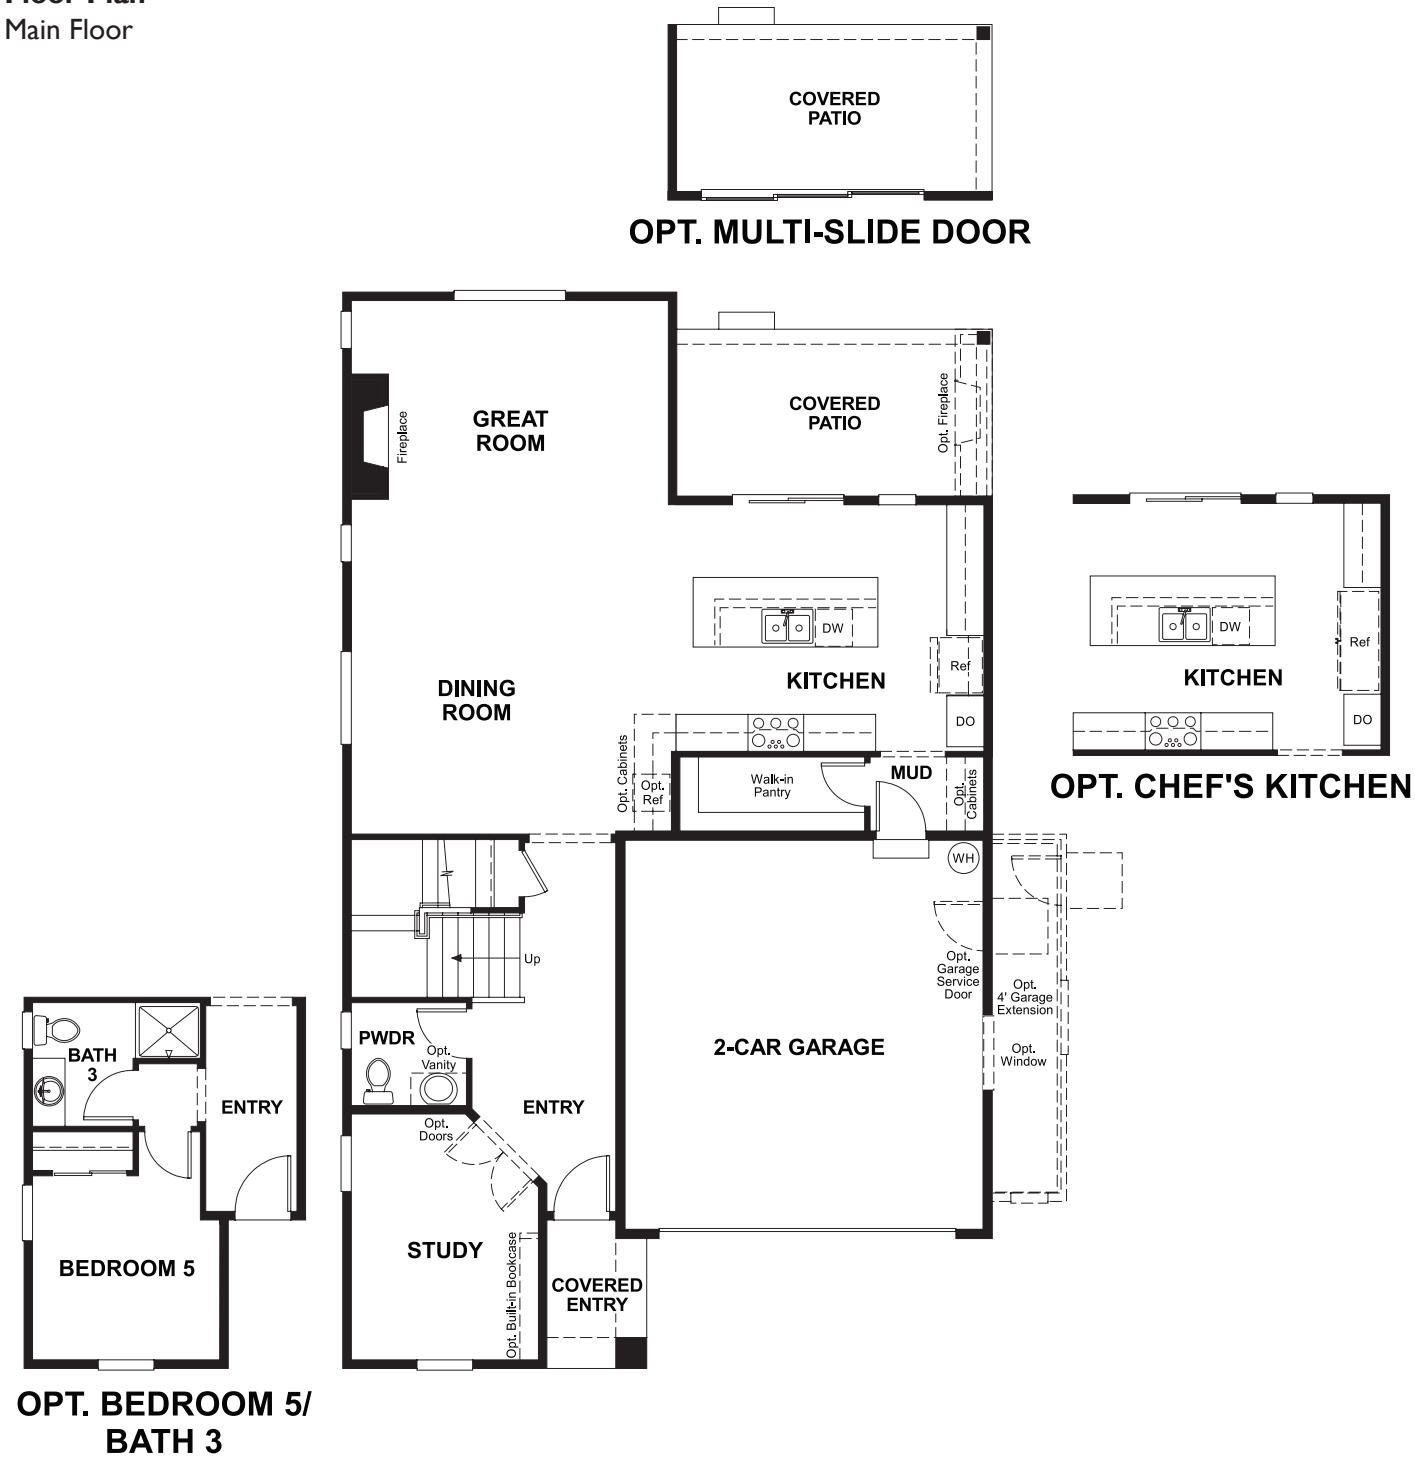 Floor Plan
Main Floor
COVERED
PATIO
OPT. MULTI-SLIDE DOOR
GREAT
ROOM
Fireplace
COVERED
PATIO
Opt. Fireplace
DW
KITCHEN
Ref
DO
DINING
ROOM
Opt. Cabinets
Opt.
Ref
Walk-in
Pantry
MUD
Opt.
Cabinets
DW
KITCHEN
Ref
DO
OPT. CHEF'S KITCHEN
WH
Up
Opt.
Garage
Service
Door
Opt.
4' Garage
Extension
Opt.
Window
2-CAR GARAGE
PWDR
Opt.
Vanity
ENTRY
Opt.
Doors
STUDY
Opt. Built-in Bookcase
COVERED
ENTRY
BATH
3
ENTRY
BEDROOM 5
OPT. BEDROOM 5/
BATH 3